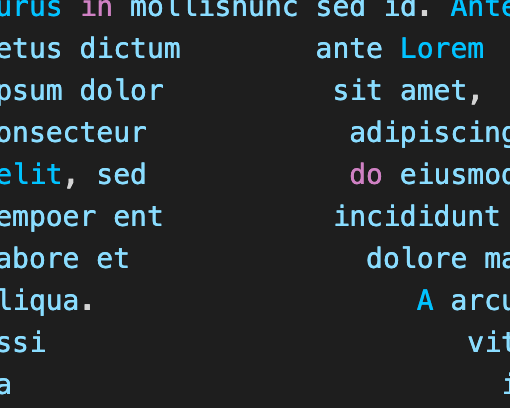 urus in mollisnunc sed id. Ante
etus dictum ante Lorem
psum dolor sit amet,
onsecteur adipiscing
elit, sed do eiusmod
empoer ent incididunt
abore et dolore ma
liqua. A arcu
ssi vit
a i